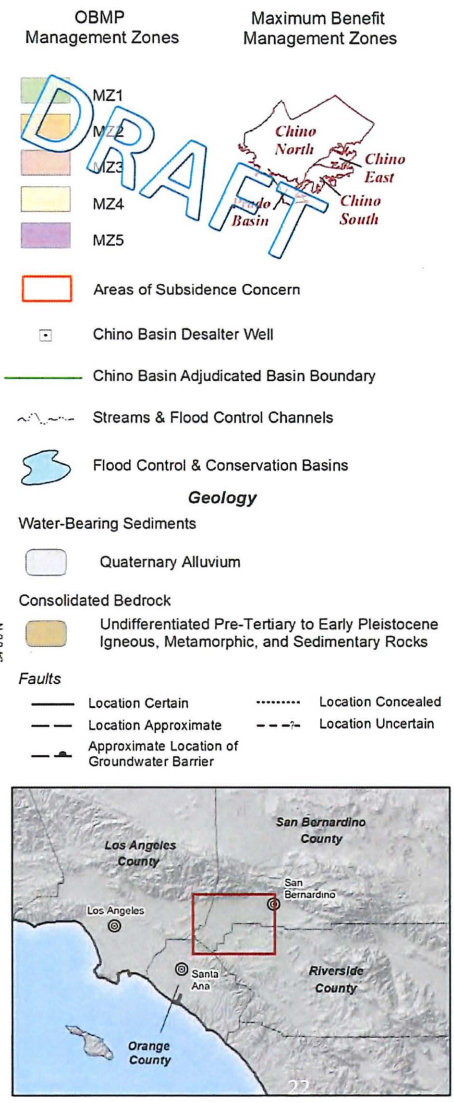 OBMP
Management Zones
Maximum Benefit
Management Zones
MZ1
MZ2
MZ3
MZ4
MZ5
DRAFT
Chino
North
Chino
East
Chino
South
Prado
Basin
Areas of Subsidence Concern
Chino Basin Desalter Well
Chino Basin Adjudicated Basin Boundary
Streams & Flood Control Channels
Flood Control & Conservation Basins
Geology
Water-Bearing Sediments
Quaternary Alluvium
Consolidated Bedrock
Undifferentiated Pre-Tertiary to Early Pleistocene
Igneous, Metamorphic, and Sedimentary Rocks
Faults
Location Certain
Location Concealed
Location Approximate
?
Location Uncertain
Approximate Location of
Groundwater Barrier
San Bernardino
County
Los Angeles
County
San
Bernardino
Los Angeles
Santa
Ana
Riverside
County
Orange
County
22